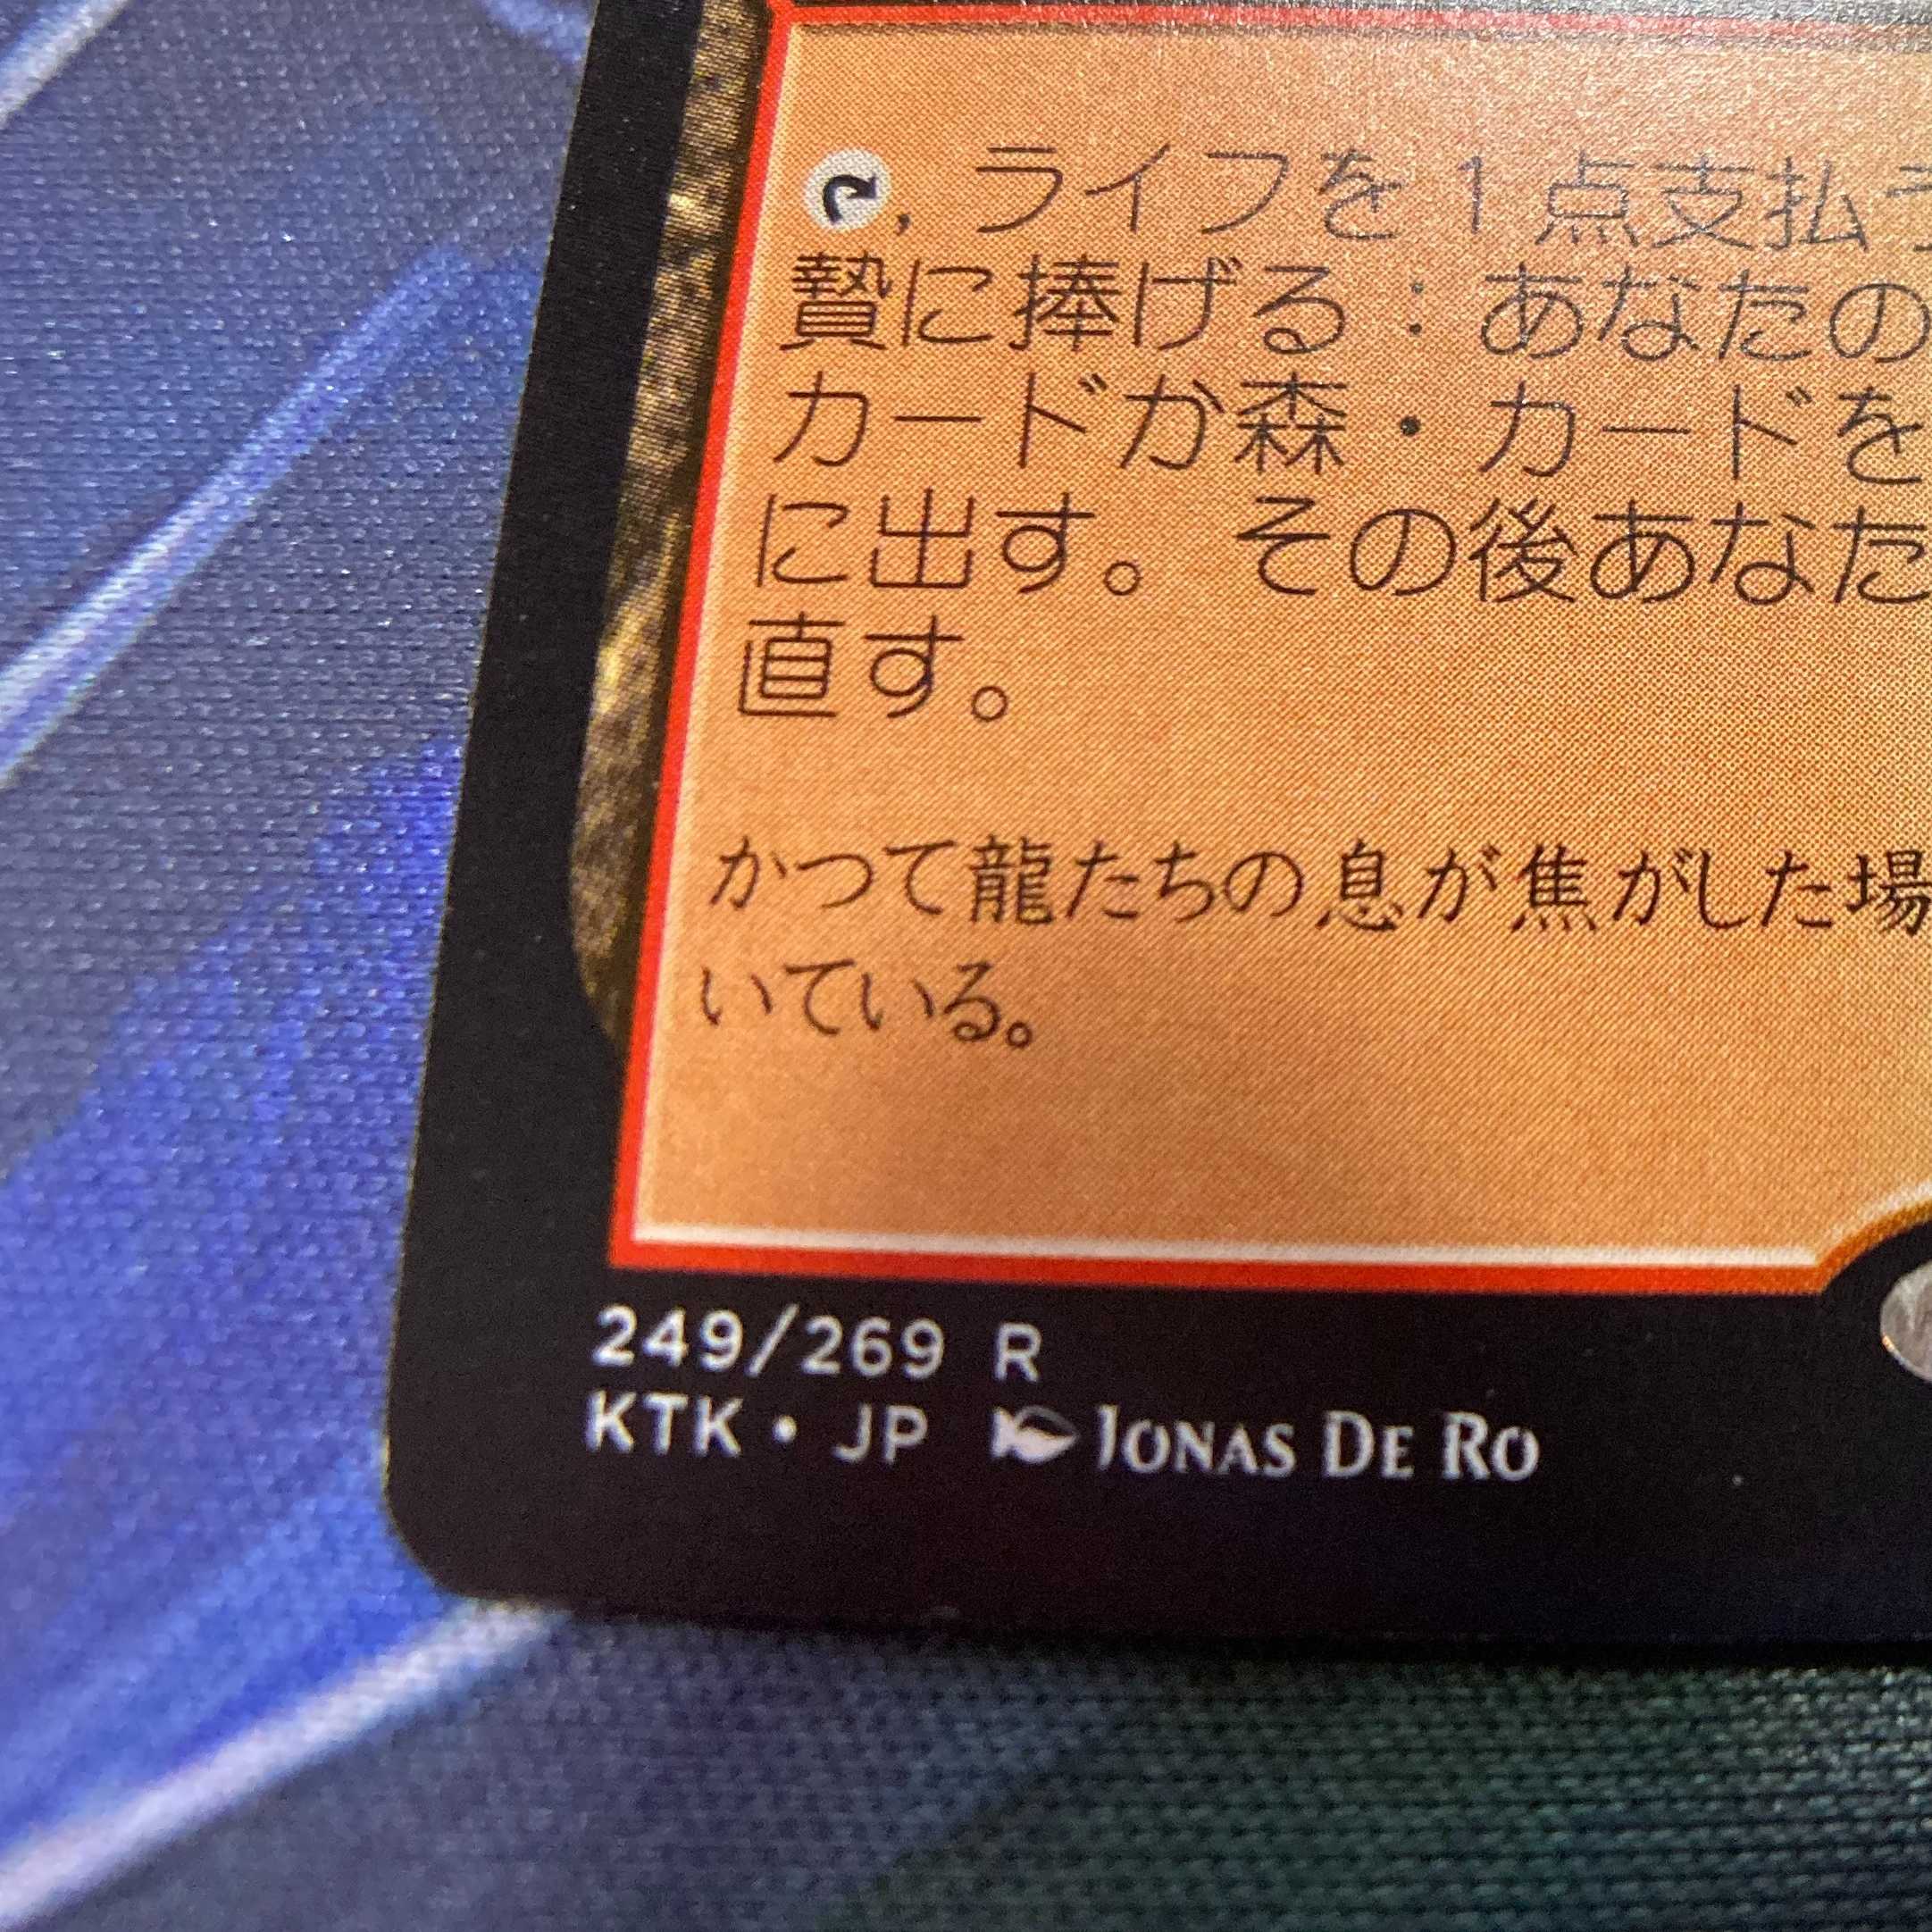 , ライフを1点支払う
贄に捧げる：あなたの
カードか森・カードを
に出す。その後あなた
直す。
かつて龍たちの息が焦がした場
いている。
249/269 R
KTK • JP JONAS DE RO